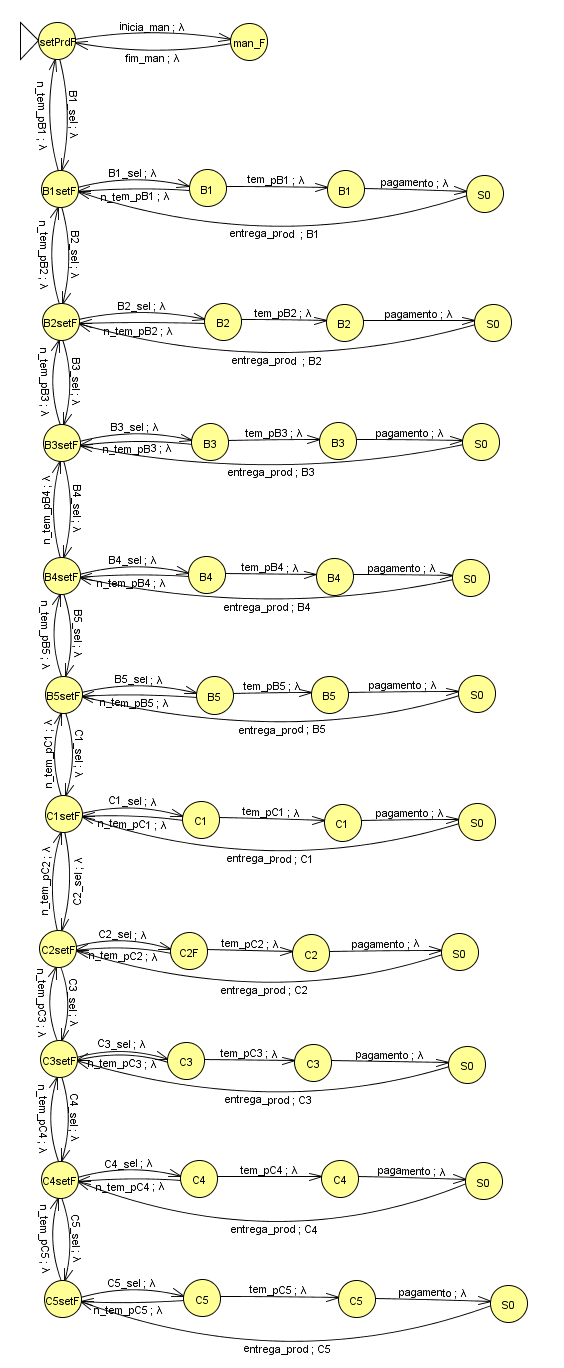 inicia_man ; λ
setPrdF
man_F
fim_man ; λ
n_tem_pB1 ; λ
B1_sel ; λ
B1_sel ; λ
tem_pB1 ; λ
pagamento ; λ
B1setF
B1
B1
S0
n_tem_pB1 ; λ
entrega_prod ; B1
n_tem_pB2 ; λ
B2_sel ; λ
B2_sel ; λ
tem_pB2 ; λ
pagamento ; λ
B2setF
B2
B2
S0
n_tem_pB2 ; λ
entrega_prod ; B2
n_tem_pB3 ; λ
B3_sel ; λ
B3_sel ; λ
tem_pB3 ; λ
pagamento ; λ
B3setF
B3
B3
S0
n_tem_pB3 ; λ
entrega_prod ; B3
n_tem_pB4 ; λ
B4_sel ; λ
B4_sel ; λ
tem_pB4 ; λ
pagamento ; λ
B4setF
B4
B4
S0
n_tem_pB4 ; λ
entrega_prod ; B4
n_tem_pB5 ; λ
B5_sel ; λ
B5_sel ; λ
tem_pB5 ; λ
pagamento ; λ
B5setF
B5
B5
S0
n_tem_pB5 ; λ
entrega_prod ; B5
n_tem_pC1 ; λ
C1_sel ; λ
C1_sel ; λ
tem_pC1 ; λ
pagamento ; λ
C1setF
C1
C1
S0
n_tem_pC1 ; λ
entrega_prod ; C1
n_tem_pC2 ; λ
C2_sel ; λ
C2_sel ; λ
tem_pC2 ; λ
pagamento ; λ
C2setF
C2F
C2
S0
n_tem_pC2 ; λ
entrega_prod ; C2
n_tem_pC3 ; λ
C3_sel ; λ
C3_sel ; λ
tem_pC3 ; λ
pagamento ; λ
C3setF
C3
C3
S0
n_tem_pC3 ; λ
entrega_prod ; C3
n_tem_pC4 ; λ
C4_sel ; λ
C4_sel ; λ
tem_pC4 ; λ
pagamento ; λ
C4setF
C4
C4
S0
n_tem_pC4 ; λ
entrega_prod ; C4
n_tem_pC5 ; λ
C5_sel ; λ
C5_sel ; λ
tem_pC5 ; λ
pagamento ; λ
C5setF
C5
C5
S0
n_tem_pC5 ; λ
entrega_prod ; C5